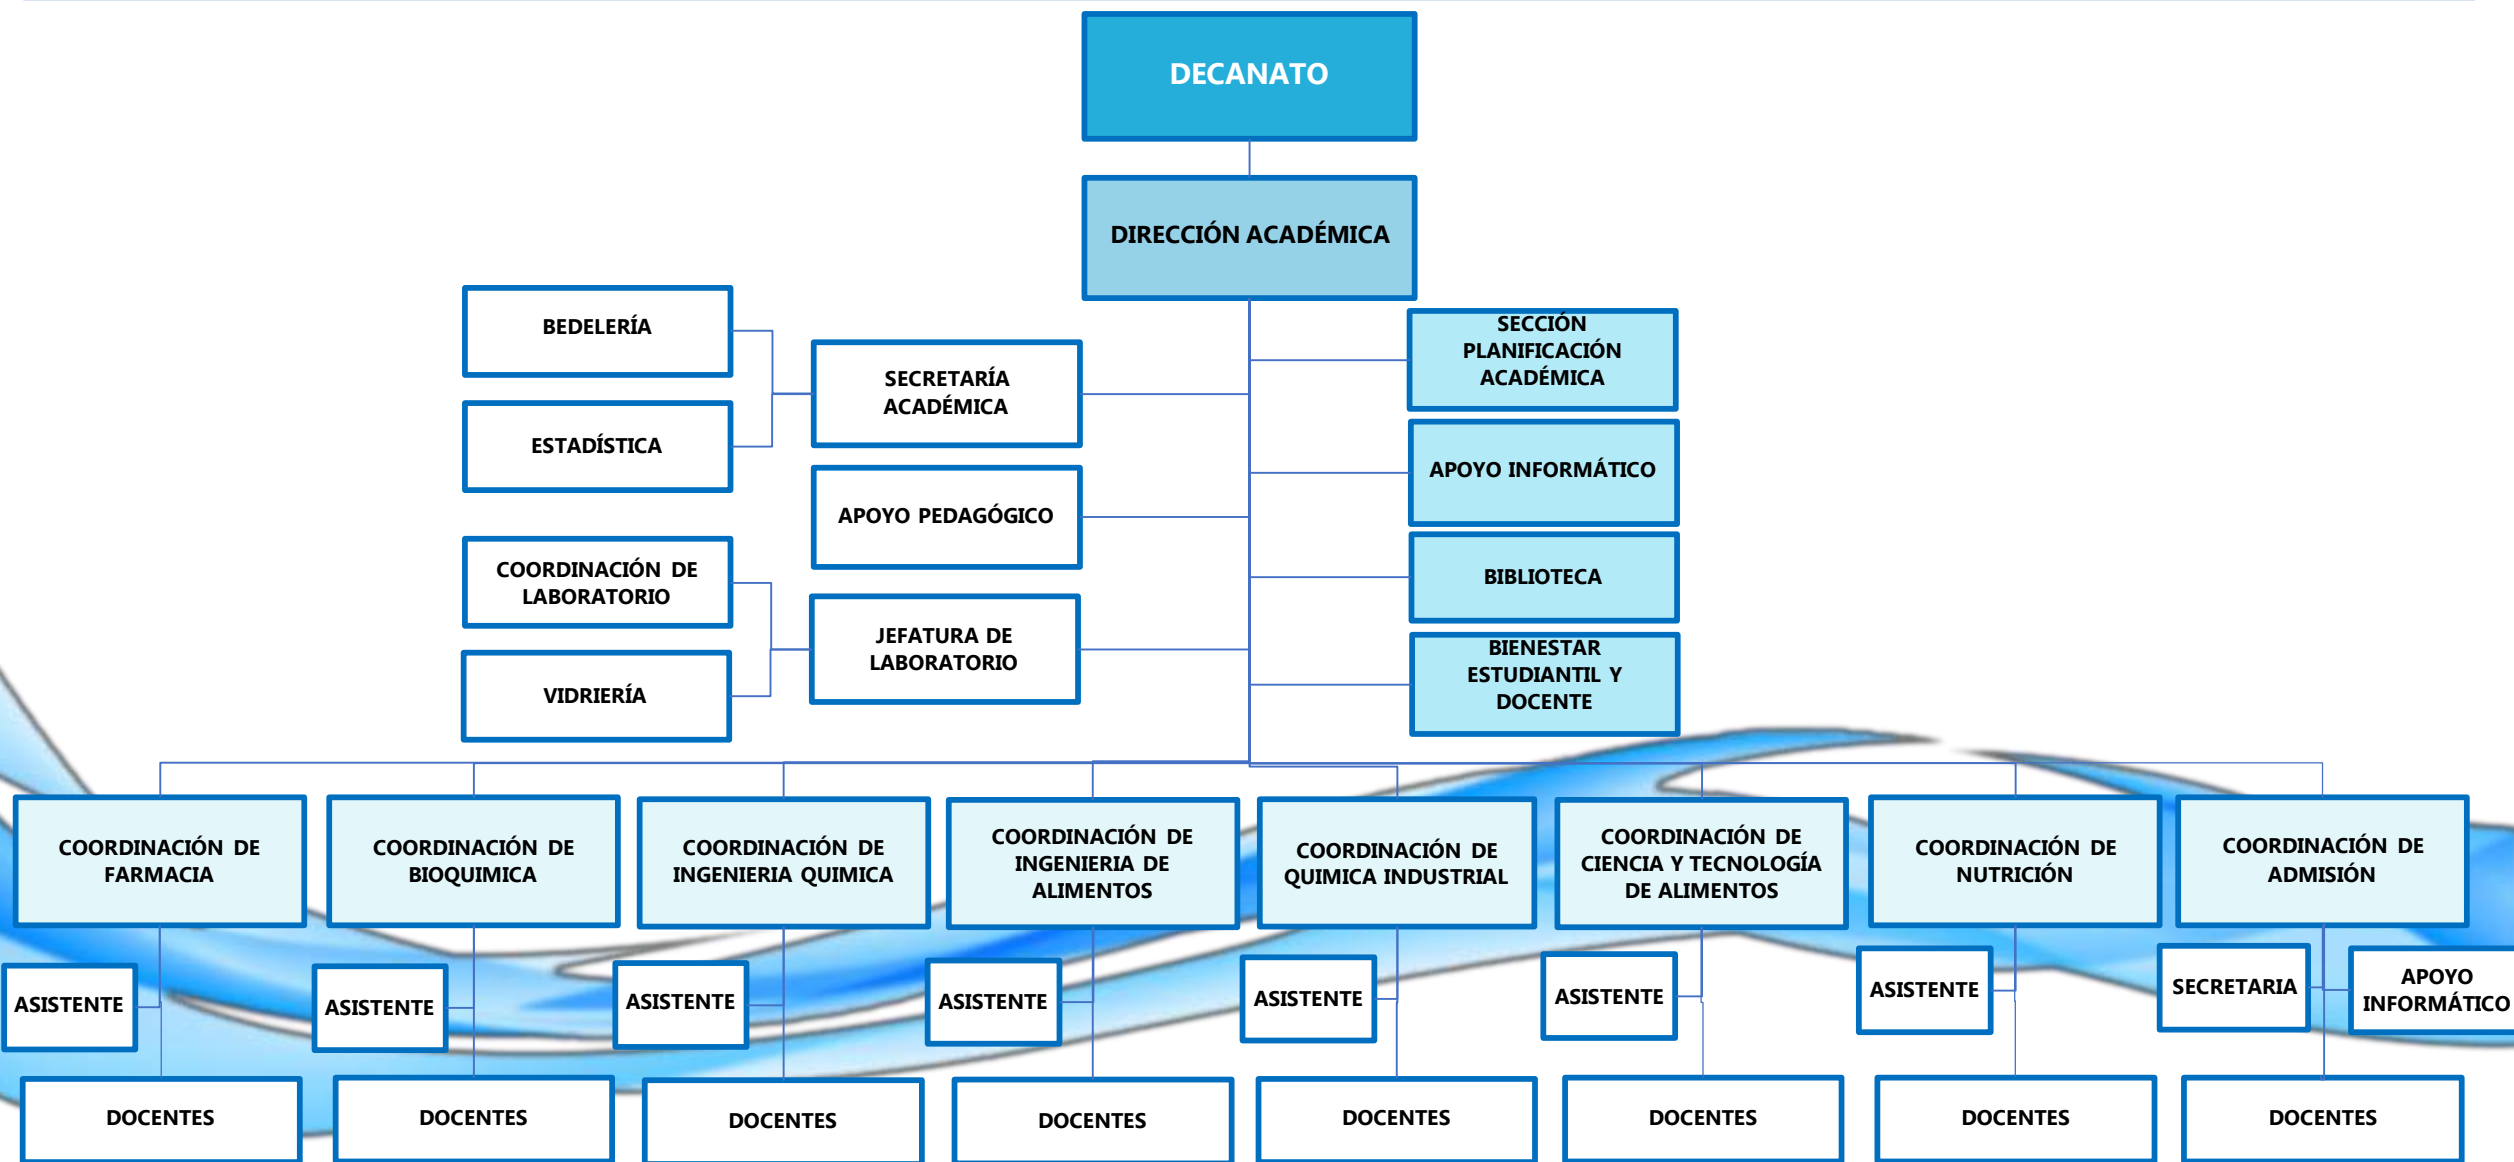 DECANATO
DIRECCIÓN ACADÉMICA
BEDELERÍA
ESTADÍSTICA
SECRETARÍA
ACADÉMICA
APOYO PEDAGÓGICO
COORDINACIÓN DE
LABORATORIO
VIDRIERÍA
JEFATURA DE
LABORATORIO
SECCIÓN
PLANIFICACIÓN
ACADÉMICA
APOYO INFORMÁTICO
BIBLIOTECA
BIENESTAR
ESTUDIANTIL Y
DOCENTE
COORDINACIÓN DE
FARMACIA
COORDINACIÓN DE
BIOQUIMICA
COORDINACIÓN DE
INGENIERIA QUIMICA
COORDINACIÓN DE
INGENIERIA DE
ALIMENTOS
COORDINACIÓN DE
QUIMICA INDUSTRIAL
COORDINACIÓN DE
CIENCIA Y TECNOLOGÍA
DE ALIMENTOS
COORDINACIÓN DE
NUTRICIÓN
COORDINACIÓN DE
ADMISIÓN
ASISTENTE
ASISTENTE
ASISTENTE
ASISTENTE
ASISTENTE
ASISTENTE
ASISTENTE
SECRETARIA
APOYO
INFORMÁTICO
DOCENTES
DOCENTES
DOCENTES
DOCENTES
DOCENTES
DOCENTES
DOCENTES
DOCENTES